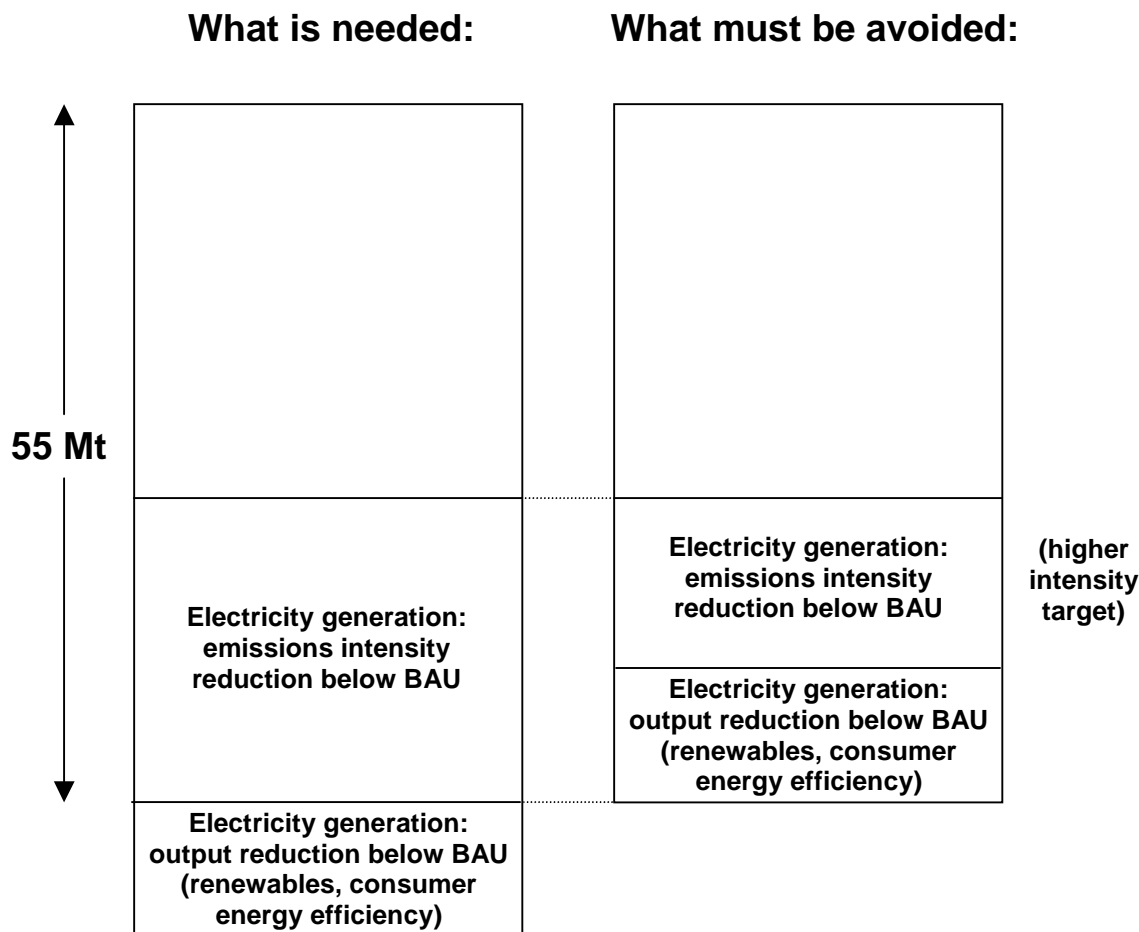 What is needed:
What must be avoided:
55 Mt
Electricity generation:
emissions intensity
reduction below BAU
Electricity generation:
output reduction below BAU
(renewables, consumer
energy efficiency)
Electricity generation:
emissions intensity
reduction below BAU
(higher
intensity
target)
Electricity generation:
output reduction below BAU
(renewables, consumer
energy efficiency)